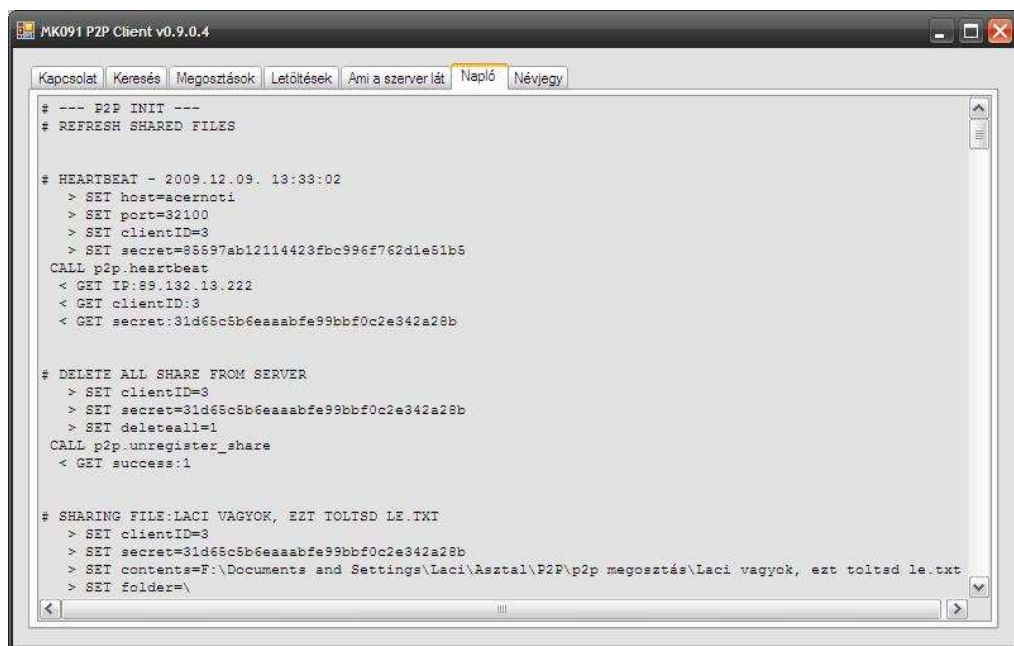 MK091 P2P Client v0.9.0.4
Kapcsolat Keresés Megosztások Letöltések Ami a szerver lát Napló Névjegy
# --- P2P INIT ---
# REFRESH SHARED FILES
# HEARTBEAT - 2009.12.09. 13:33:02
> SET host=acernoti
> SET port=32100
> SET clientID=3
> SET secret=85597ab12114423fbc996f762d1e51b5
CALL p2p.heartbeat
< GET IP:89.132.13.222
< GET clientID:3
< GET secret:31d65c5b6eaaabfe99bbf0c2e342a28b
# DELETE ALL SHARE FROM SERVER
> SET clientID=3
> SET secret=31d65c5b6eaaabfe99bbf0c2e342a28b
> SET deleteall=1
CALL p2p.unregister_share
< GET success:1
# SHARING FILE:LACI VAGYOK, EZT TOLTSD LE.TXT
> SET clientID=3
> SET secret=31d65c5b6eaaabfe99bbf0c2e342a28b
> SET contents=F:\Documents and Settings\Laci\Asztal\P2P\p2p megosztás\Laci vagyok, ezt toltsd le.txt
> SET folder=\